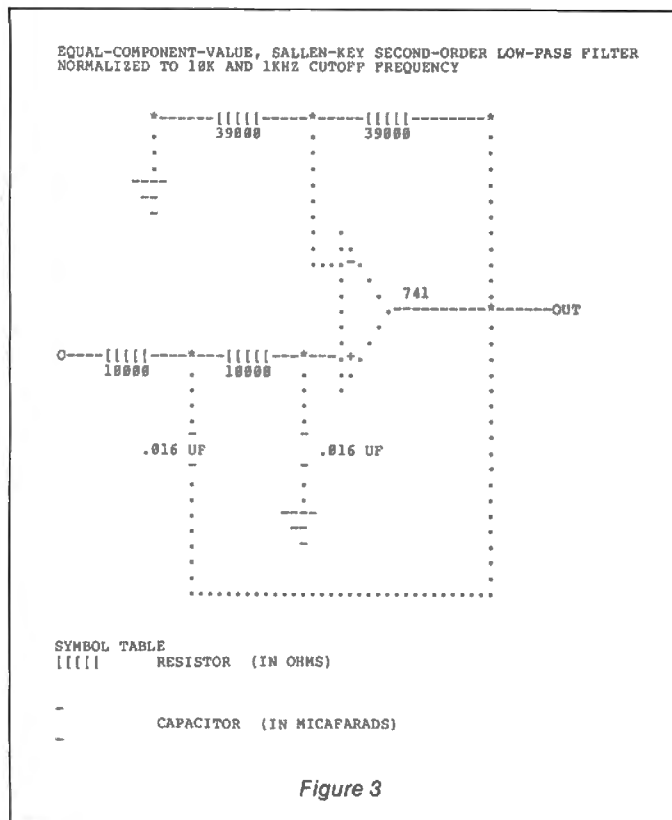 EQUAL-COMPONENT-VALUE, SALLEN-KEY SECOND-ORDER LOW-PASS FILTER
NORMALIZED TO 10K AND 1KHZ CUTOFF FREQUENCY
39000 39000
741
OUT
10000 10000
.016 UF .016 UF
SYMBOL TABLE
[[[[[ RESISTOR (IN OHMS)
CAPACITOR (IN MICAFARADS)
Figure 3